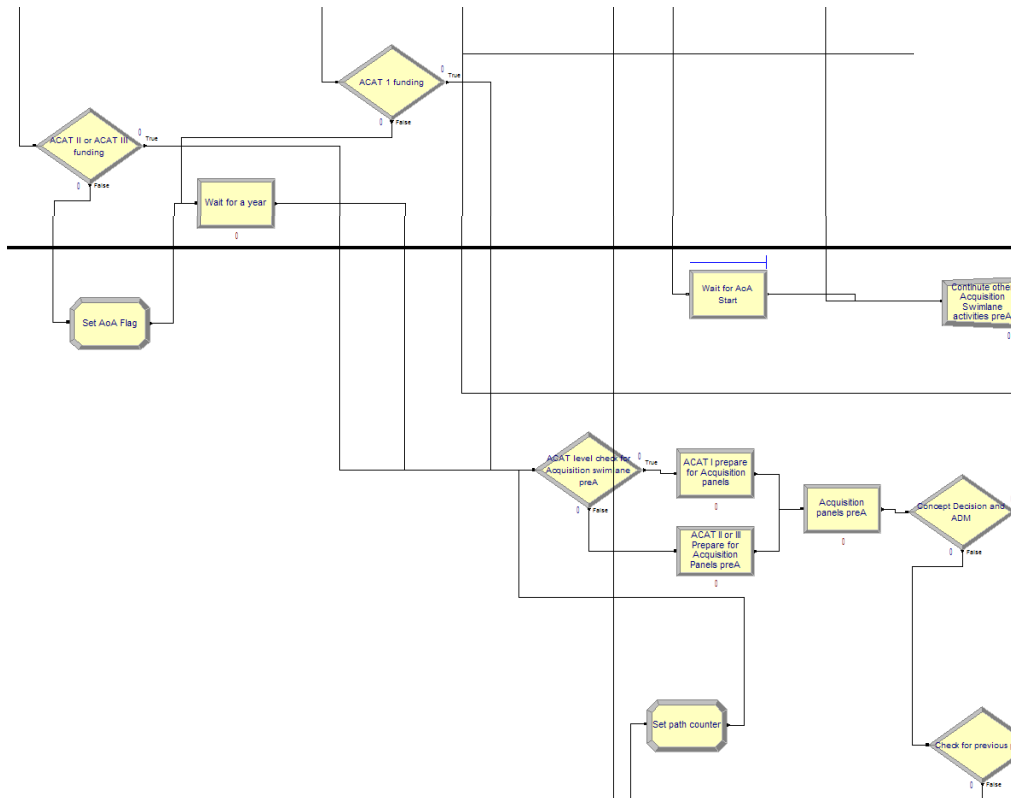 ACAT 1 funding
True
False
ACAT II or ACAT III
funding
True
False
Wait for a year
Set AoA Flag
Wait for AoA
Start
Continute other
Acquisition
Swimlane
activities preA
ACAT level check for
Acquisition swimlane
preA
True
False
ACAT I prepare
for Acquisition
panels
ACAT II or III
Prepare for
Acquisition
Panels preA
Acquisition
panels preA
Concept Decision and
ADM
False
Set path counter
Check for previous
False